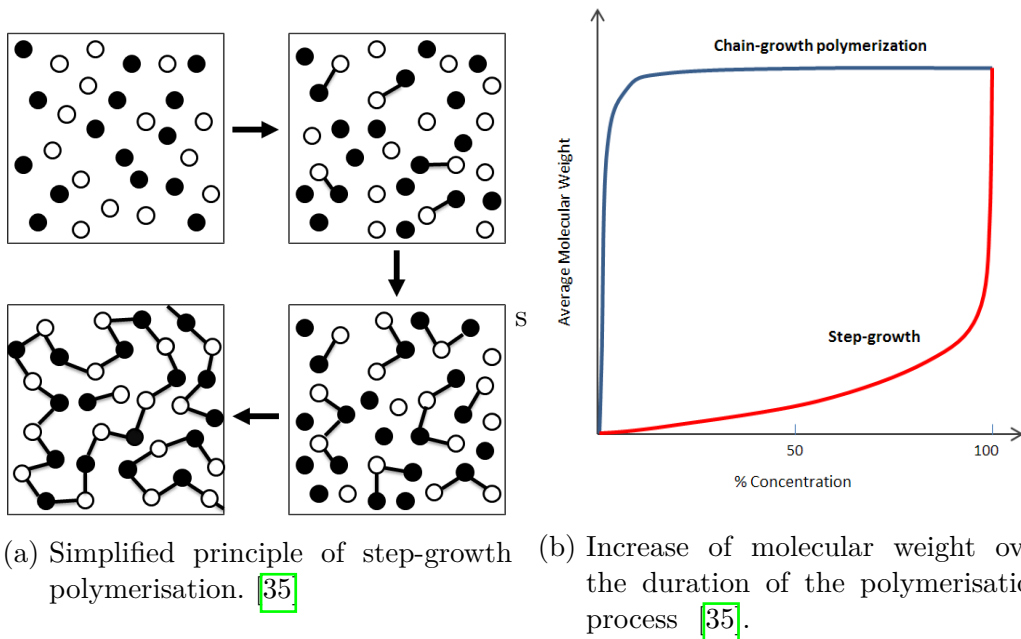 s
(a) Simplified principle of step-growth
polymerisation. [35]
Chain-growth polymerization
Average Molecular Weight
Step-growth
50
100
% Concentration
(b) Increase of molecular weight ov
the duration of the polymerisatio
process [35].